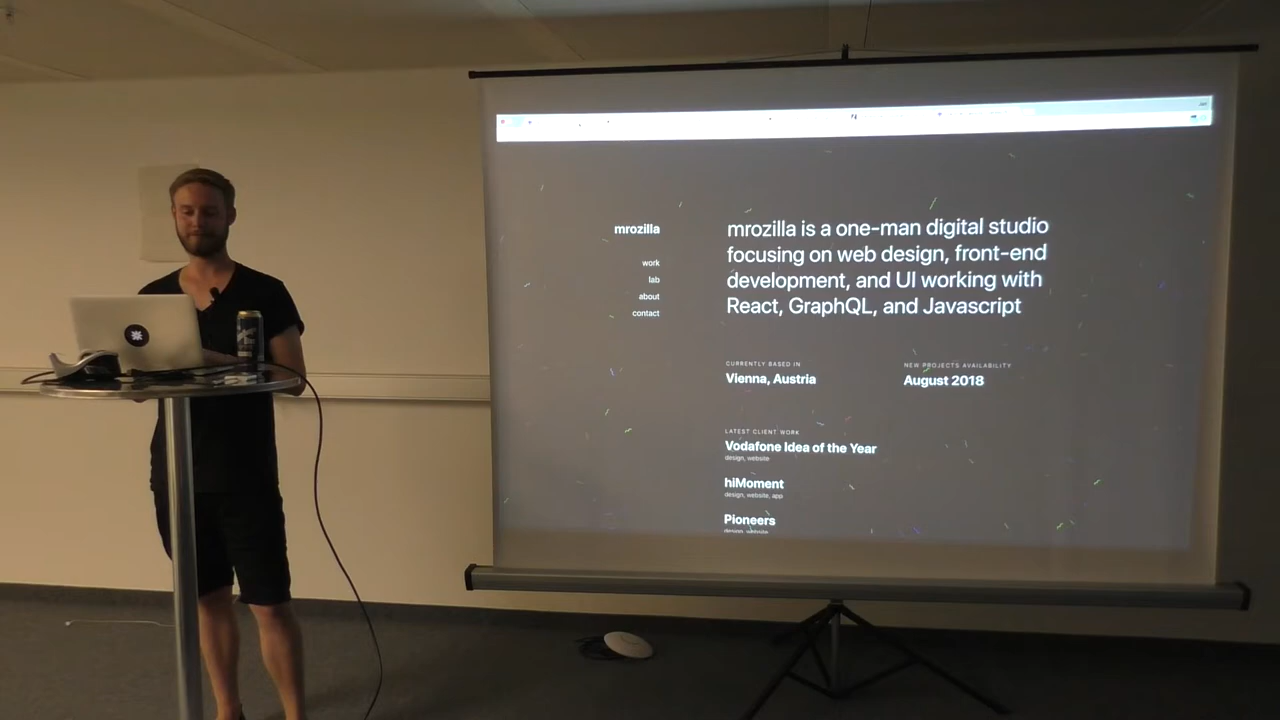 mrozilla
work
lab
about
contact
mrozilla is a one-man digital studio
focusing on web design, front-end
development, and UI working with
React, GraphQL, and Javascript
CURRENTLY BASED IN
Vienna, Austria
NEW PROJECTS AVAILABILITY
August 2018
LATEST CLIENT WORK
Vodafone Idea of the Year
design, website
hiMoment
design, website, app
Pioneers
design, website